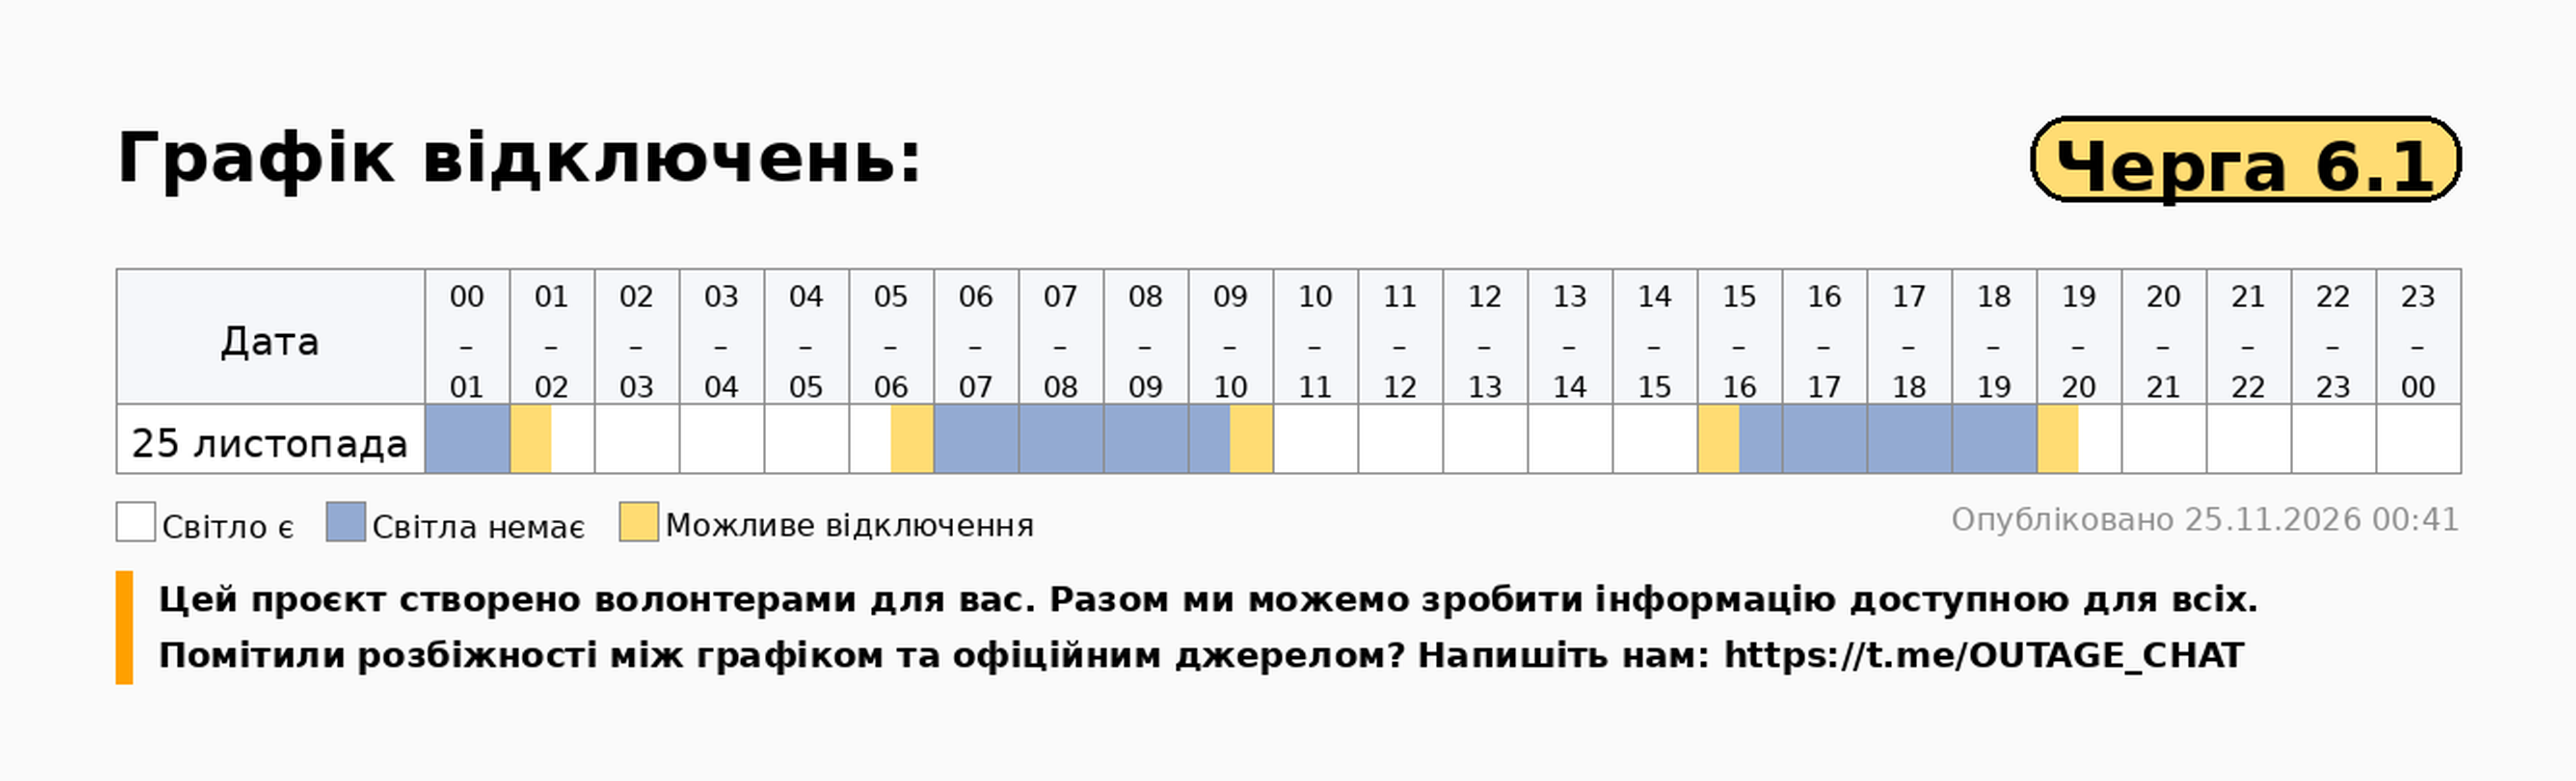 Графік відключень:
Черга 6.1
Дата
00 – 01
01 – 02
02 – 03
03 – 04
04 – 05
05 – 06
06 – 07
07 – 08
08 – 09
09 – 10
10 – 11
11 – 12
12 – 13
13 – 14
14 – 15
15 – 16
16 – 17
17 – 18
18 – 19
19 – 20
20 – 21
21 – 22
22 – 23
23 – 00
25 листопада
Світло є
Світла немає
Можливе відключення
Опубліковано 25.11.2026 00:41
Цей проєкт створено волонтерами для вас. Разом ми можемо зробити інформацію доступною для всіх.
Помітили розбіжності між графіком та офіційним джерелом? Напишіть нам: https://t.me/OUTAGE_CHAT